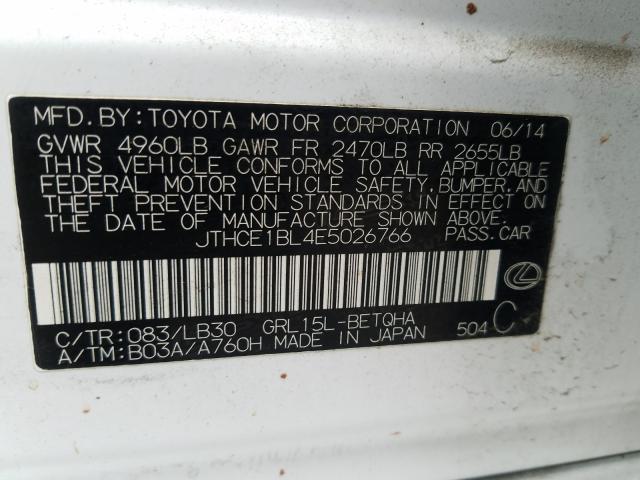 MFD.BY:TOYOTA MOTOR CORPORATION 06/14
GVWR 4960LB GAWR FR 2470LB RR 2655LB
THIS VEHICLE CONFORMS TO ALL APPLICABLE
FEDERAL MOTOR VEHICLE SAFETY,BUMPER,AND
THEFT PREVENTION STANDARDS IN EFFECT ON
THE DATE OF MANUFACTURE SHOWN ABOVE.
JTHCE1BL4E5026766 PASS.CAR
C/TR:083/LB30 GRL15L-BETQHA 504 C
A/TM:B03A/A760H MADE IN JAPAN